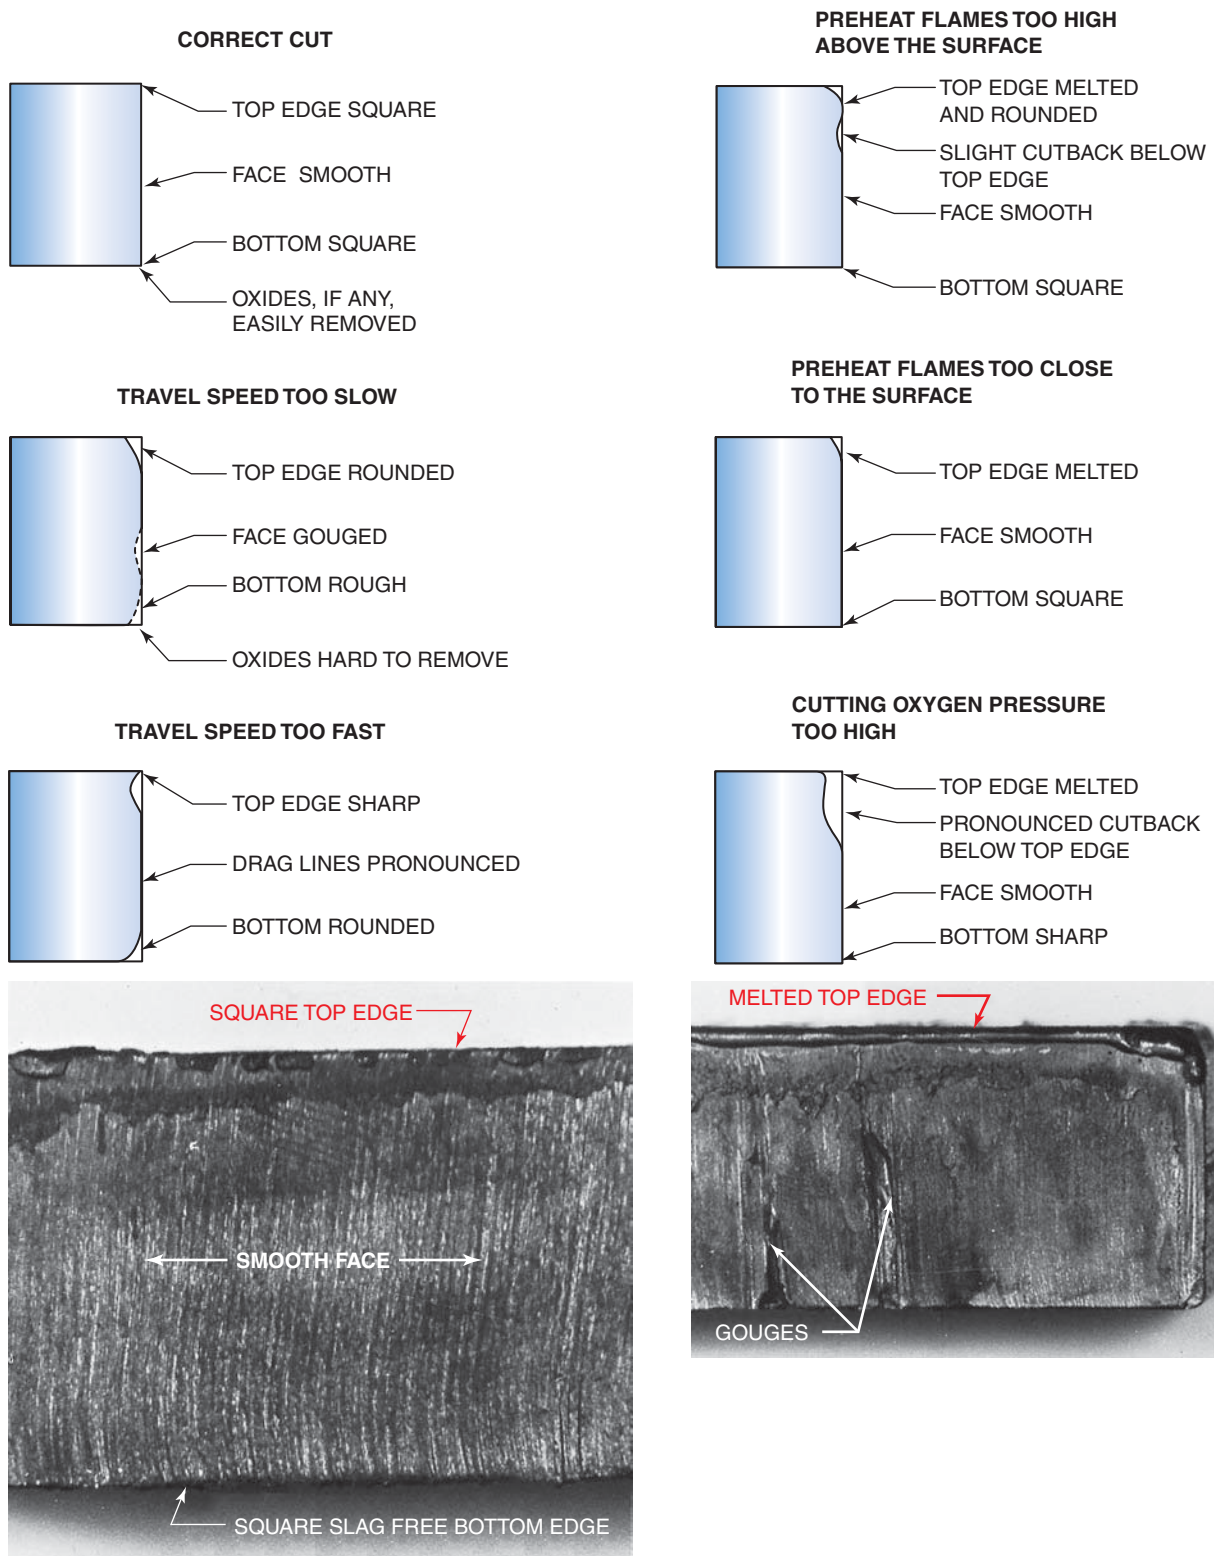 CORRECT CUT
TOP EDGE SQUARE
FACE SMOOTH
BOTTOM SQUARE
OXIDES, IF ANY,
EASILY REMOVED
TRAVEL SPEED TOO SLOW
TOP EDGE ROUNDED
FACE GOUGED
BOTTOM ROUGH
OXIDES HARD TO REMOVE
TRAVEL SPEED TOO FAST
TOP EDGE SHARP
DRAG LINES PRONOUNCED
BOTTOM ROUNDED
SQUARE TOP EDGE
SMOOTH FACE
SQUARE SLAG FREE BOTTOM EDGE
PREHEAT FLAMES TOO HIGH
ABOVE THE SURFACE
TOP EDGE MELTED
AND ROUNDED
SLIGHT CUTBACK BELOW
TOP EDGE
FACE SMOOTH
BOTTOM SQUARE
PREHEAT FLAMES TOO CLOSE
TO THE SURFACE
TOP EDGE MELTED
FACE SMOOTH
BOTTOM SQUARE
CUTTING OXYGEN PRESSURE
TOO HIGH
TOP EDGE MELTED
PRONOUNCED CUTBACK
BELOW TOP EDGE
FACE SMOOTH
BOTTOM SHARP
MELTED TOP EDGE
GOUGES